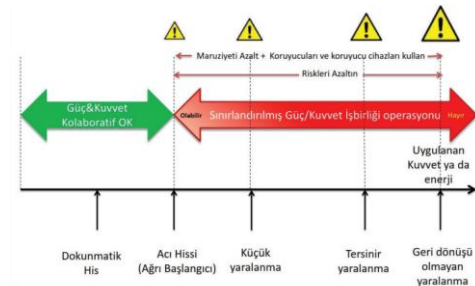 Maruziyeti Azalt + Koruyucuları ve koruyucu cihazları kullan
Riskleri Azaltın
Güç&Kuvvet
Kolaboratif OK
Olabilir
Sınırlandırılmış Güç/Kuvvet İşbirliği operasyonu
Hayır
Uygulanan
Kuvvet ya da
enerji
Dokunmatik
His
Acı Hissi
(Ağrı Başlangıcı)
Küçük
yaralanma
Tersinir
yaralanma
Geri dönüşü
olmayan
yaralanma